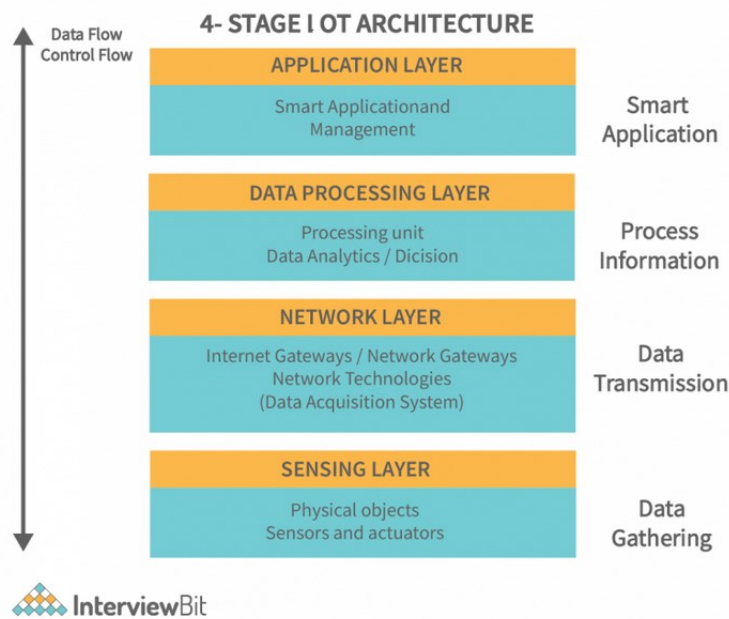 4- STAGE I OT ARCHITECTURE
Data Flow
Control Flow
APPLICATION LAYER
Smart Applicationand
Management
Smart
Application
DATA PROCESSING LAYER
Processing unit
Data Analytics / Dicision
Process
Information
NETWORK LAYER
Internet Gateways / Network Gateways
Network Technologies
(Data Acquisition System)
Data
Transmission
SENSING LAYER
Physical objects
Sensors and actuators
Data
Gathering
InterviewBit